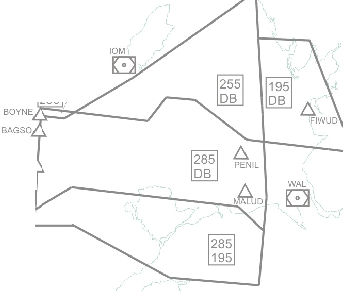 IOM
255
DB
195
DB
BOYNE
FIWUD
BAGSO
285
DB
PENIL
WAL
MALUD
285
195